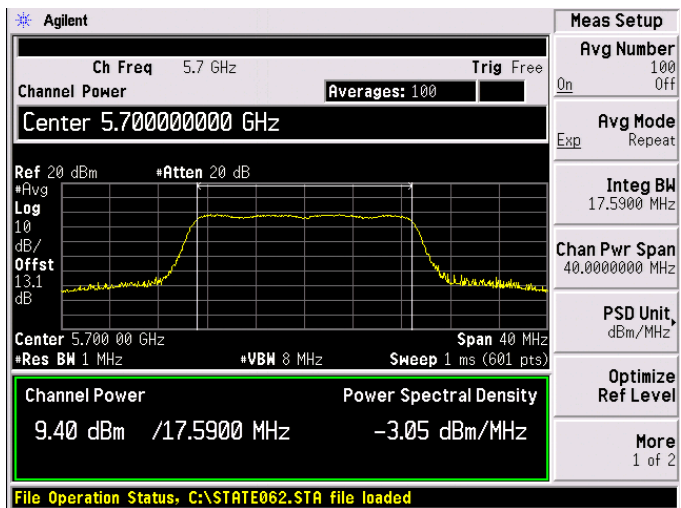 Agilent
Meas Setup
Ch Freq 5.7 GHz Trig Free
Channel Power Averages: 100
Center 5.700000000 GHz
Ref 20 dBm #Atten 20 dB
#Avg
Log
10
dB/
Offst
13.1
dB
Center 5.700 00 GHz Span 40 MHz
#Res BW 1 MHz #VBW 8 MHz Sweep 1 ms (601 pts)
Channel Power Power Spectral Density
9.40 dBm /17.5900 MHz -3.05 dBm/MHz
File Operation Status, C:\STATE062.STA file loaded
Avg Number
100
On Off
Avg Mode
Exp Repeat
Integ BW
17.5900 MHz
Chan Pwr Span
40.0000000 MHz
PSD Unit
dBm/MHz
Optimize
Ref Level
More
1 of 2